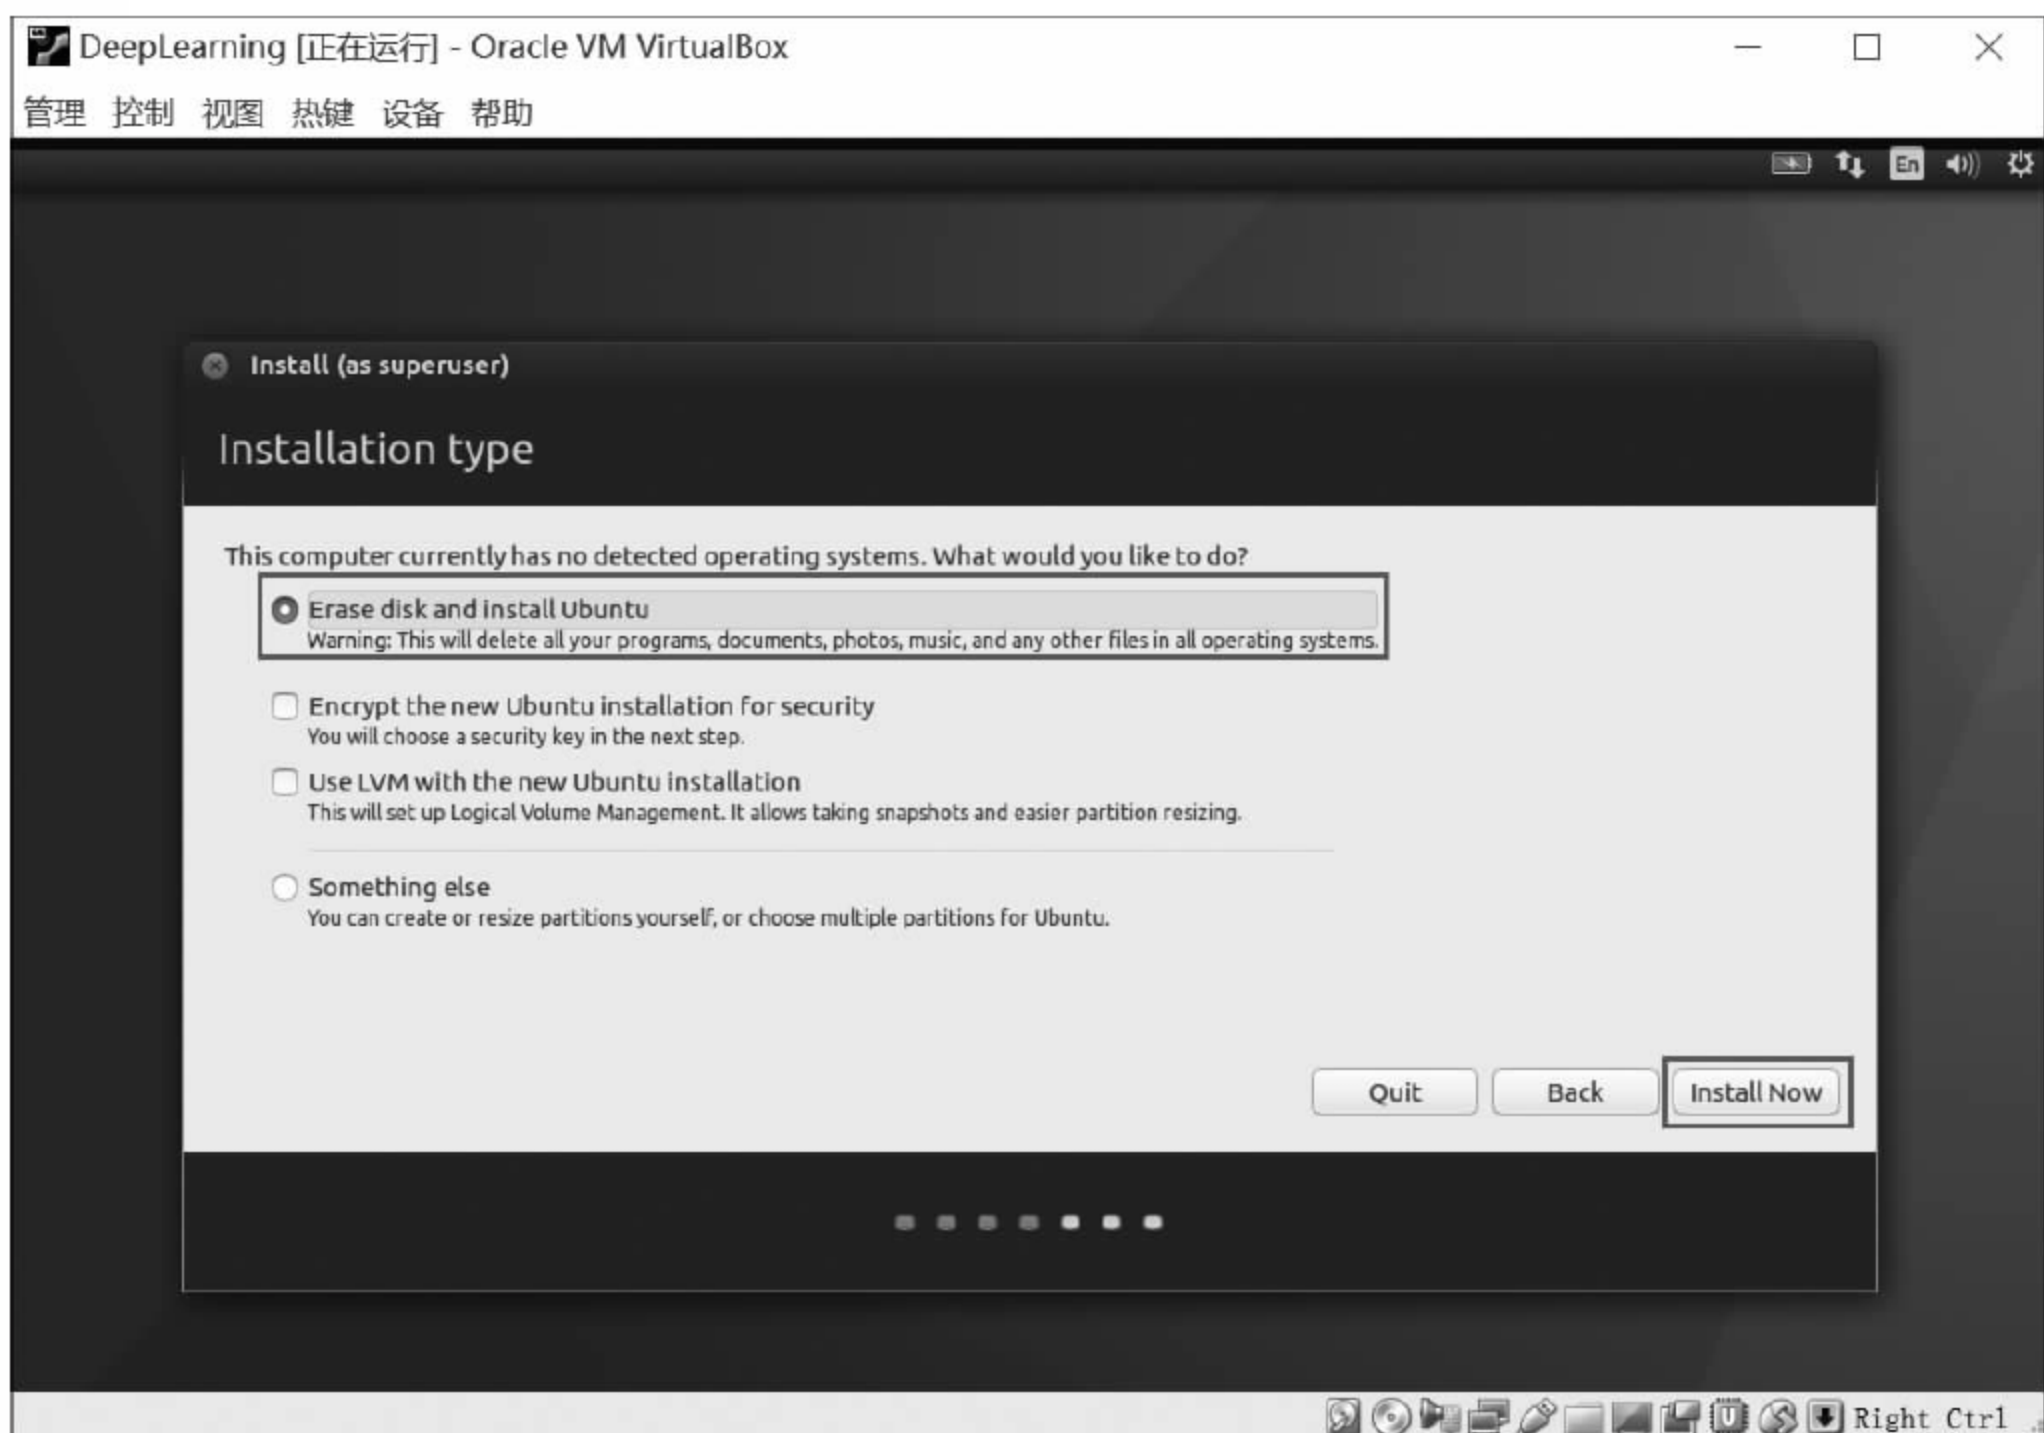 DeepLearning [正在运行] - Oracle VM VirtualBox
管理 控制 视图 热键 设备 帮助
En
Install (as superuser)
Installation type
This computer currently has no detected operating systems. What would you like to do?
Erase disk and install Ubuntu
Warning: This will delete all your programs, documents, photos, music, and any other files in all operating systems.
Encrypt the new Ubuntu installation for security
You will choose a security key in the next step.
Use LVM with the new Ubuntu installation
This will set up Logical Volume Management. It allows taking snapshots and easier partition resizing.
Something else
You can create or resize partitions yourself, or choose multiple partitions for Ubuntu.
Quit Back Install Now
Right Ctrl